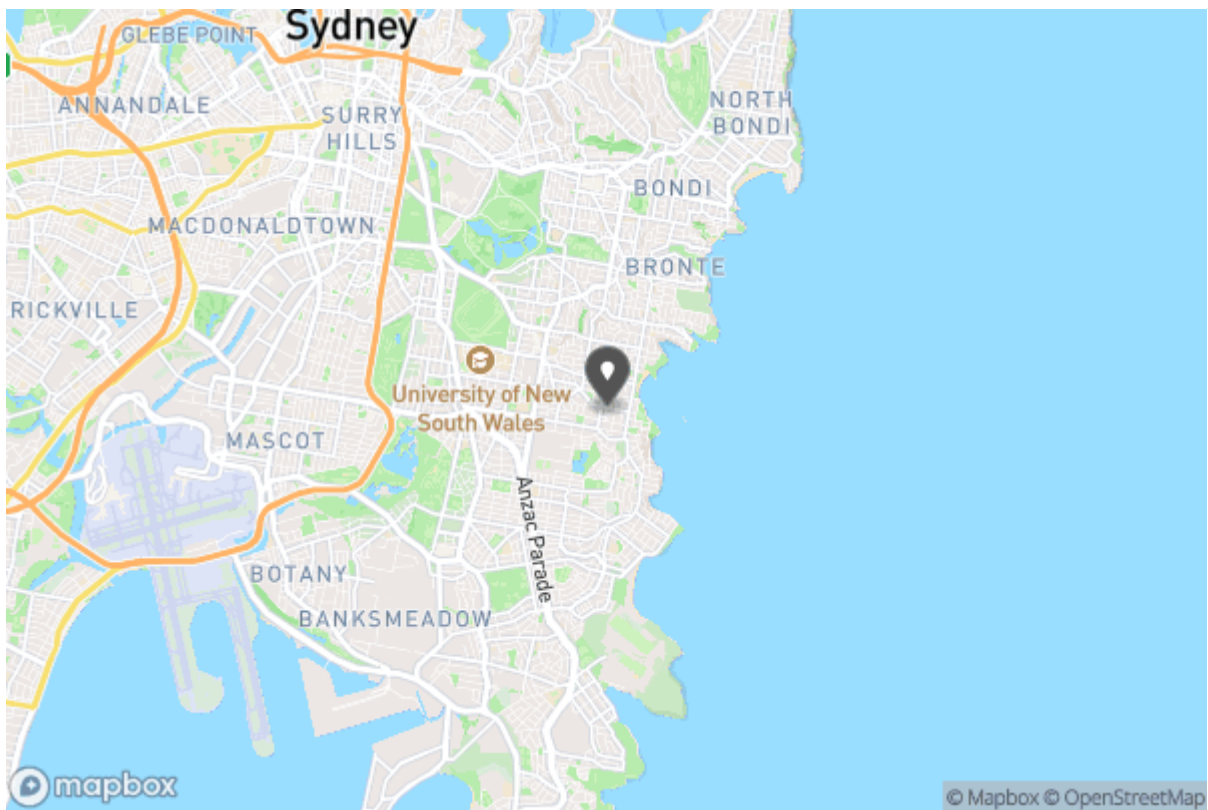 Sydney
GLEBE POINT
ANNANDALE
SURRY
HILLS
NORTH
BONDI
BONDI
MACDONALDTOWN
BRONTE
RICKVILLE
University of New
South Wales
MASCOT
Anzac Parade
BOTANY
BANKSMEADOW
mapbox
© Mapbox © OpenStreetMap